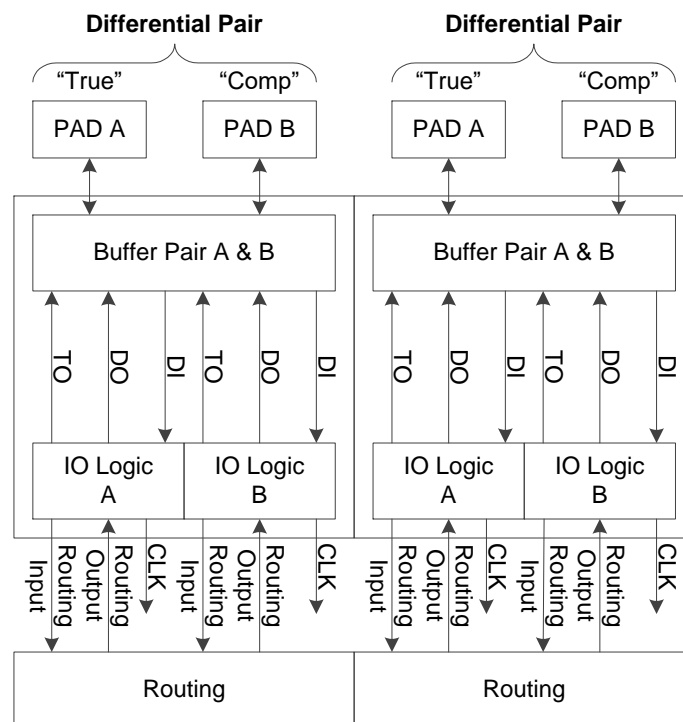 Differential Pair
Differential Pair
“True”
“Comp”
“True”
“Comp”
PAD A
PAD B
PAD A
PAD B
Buffer Pair A & B
Buffer Pair A & B
TO
DO
DI
TO
DO
DI
TO
DO
DI
TO
DO
DI
IO Logic
A
IO Logic
B
IO Logic
A
IO Logic
B
Routing
Input
Routing
Output
CLK
Routing
Input
Routing
Output
CLK
Routing
Input
Routing
Output
CLK
Routing
Input
Routing
Output
CLK
Routing
Routing